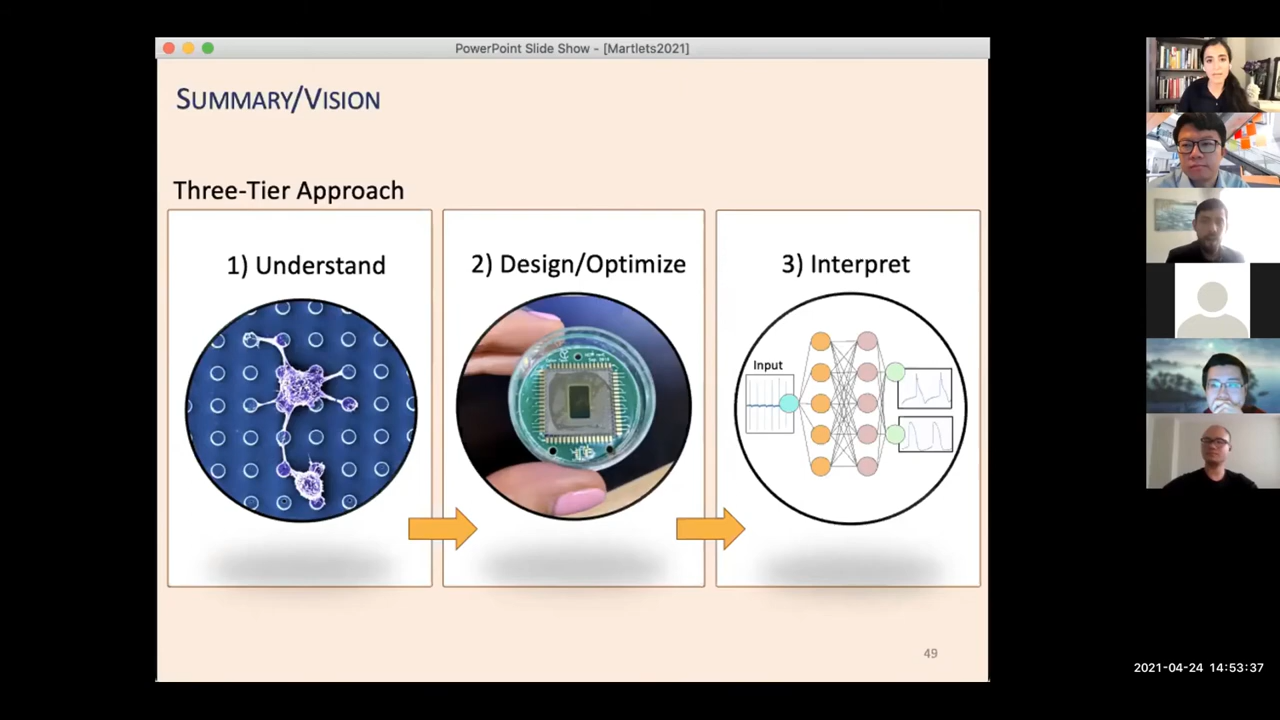 PowerPoint Slide Show - [Martlets2021]
SUMMARY/VISION
Three-Tier Approach
1) Understand
2) Design/Optimize
3) Interpret
Input
49
2021-04-24 14:53:37